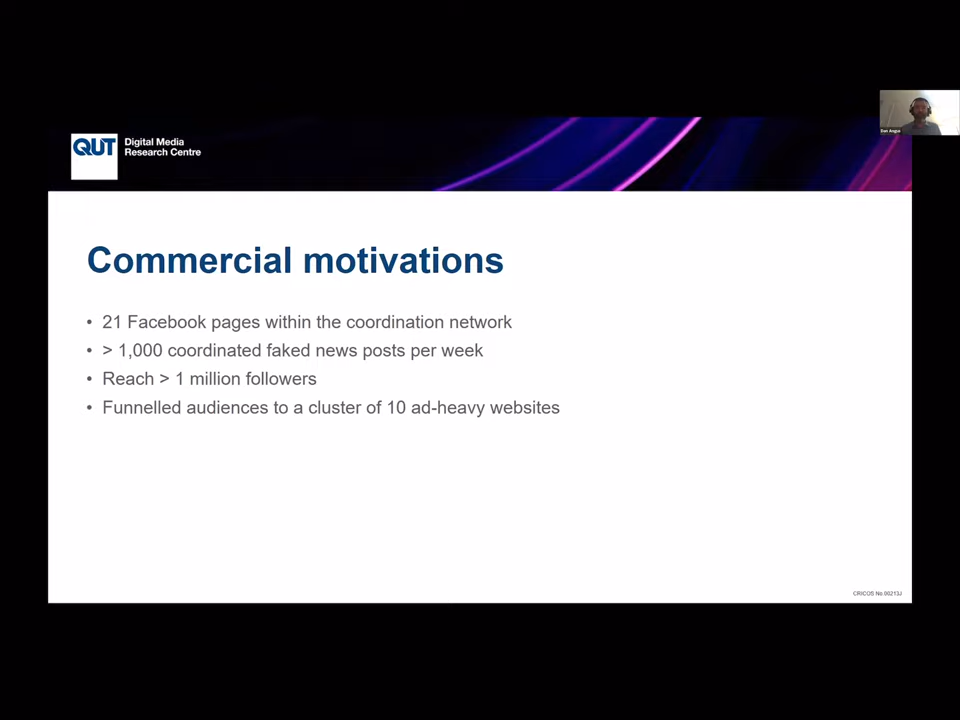 QUT
Digital Media
Research Centre
Dan Angus
Commercial motivations
• 21 Facebook pages within the coordination network
• > 1,000 coordinated faked news posts per week
• Reach > 1 million followers
• Funnelled audiences to a cluster of 10 ad-heavy websites
CRICOS No.00213J